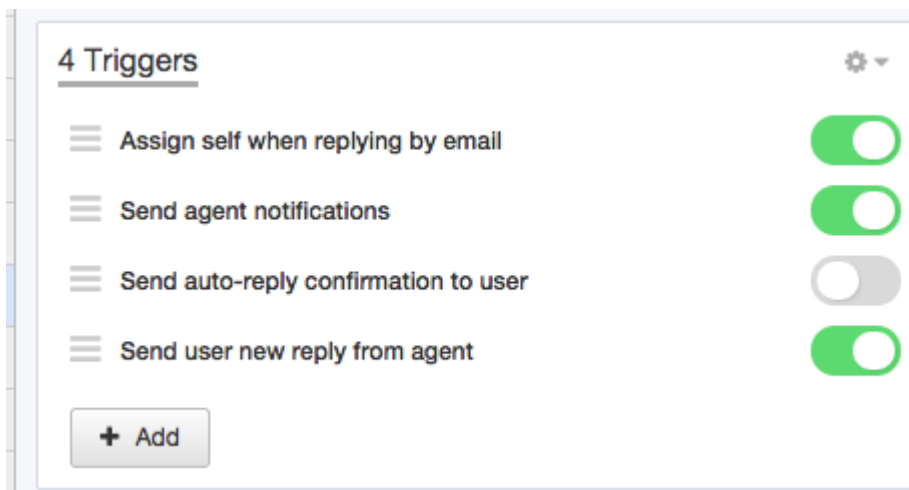 4 Triggers
Assign self when replying by email
Send agent notifications
Send auto-reply confirmation to user
Send user new reply from agent
+ Add